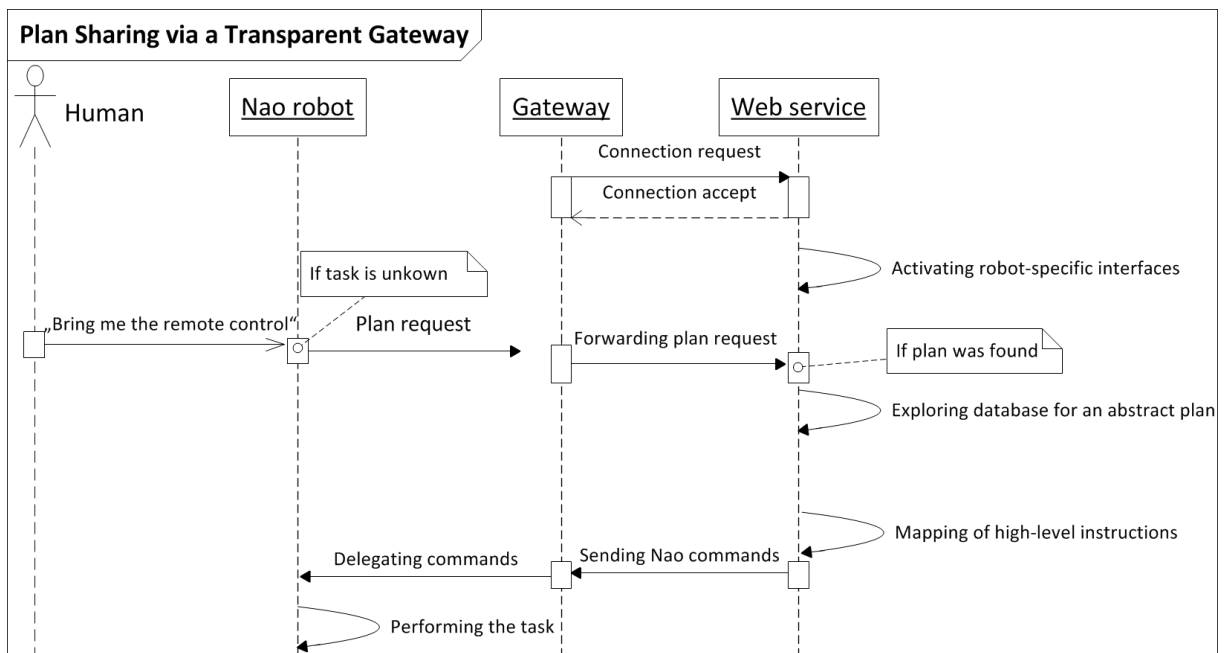 Plan Sharing via a Transparent Gateway
Human
Nao robot
Gateway
Web service
Connection request
Connection accept
Activating robot-specific interfaces
If task is unkown
„Bring me the remote control“
Plan request
Forwarding plan request
If plan was found
Exploring database for an abstract plan
Mapping of high-level instructions
Sending Nao commands
Delegating commands
Performing the task